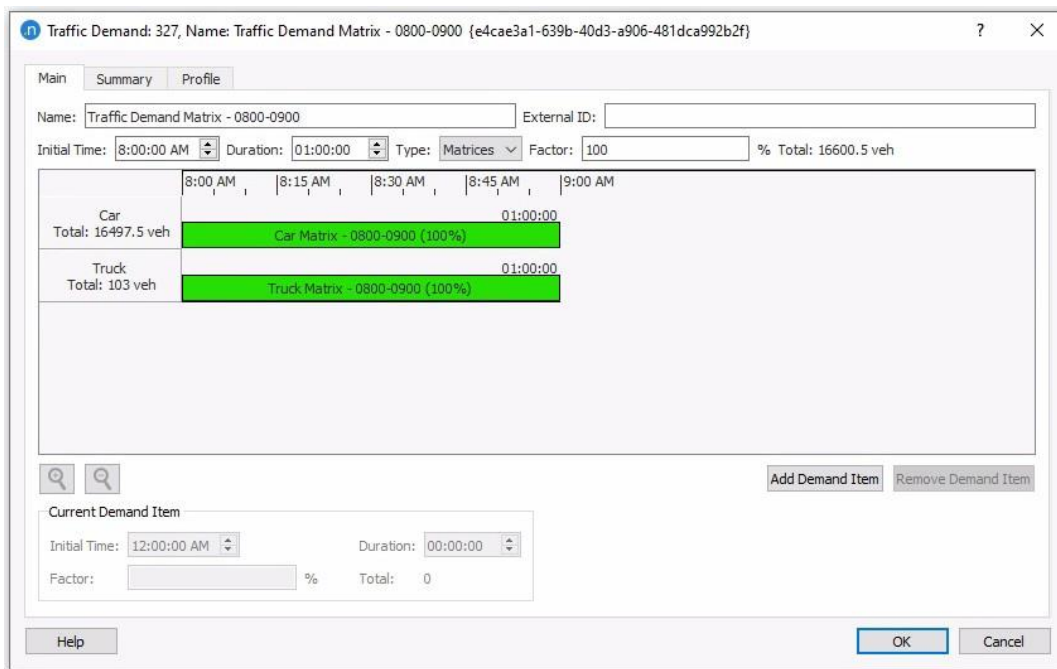 .n Traffic Demand: 327, Name: Traffic Demand Matrix - 0800-0900 {e4cae3a1-639b-40d3-a906-481dca992b2f} ? X
Main Summary Profile
Name: Traffic Demand Matrix - 0800-0900 External ID:
Initial Time: 8:00:00 AM Duration: 01:00:00 Type: Matrices Factor: 100 % Total: 16600.5 veh
8:00 AM 8:15 AM 8:30 AM 8:45 AM 9:00 AM
Car 01:00:00
Total: 16497.5 veh Car Matrix - 0800-0900 (100%)
Truck 01:00:00
Total: 103 veh Truck Matrix - 0800-0900 (100%)
Add Demand Item Remove Demand Item
Current Demand Item
Initial Time: 12:00:00 AM Duration: 00:00:00
Factor: % Total: 0
Help OK Cancel